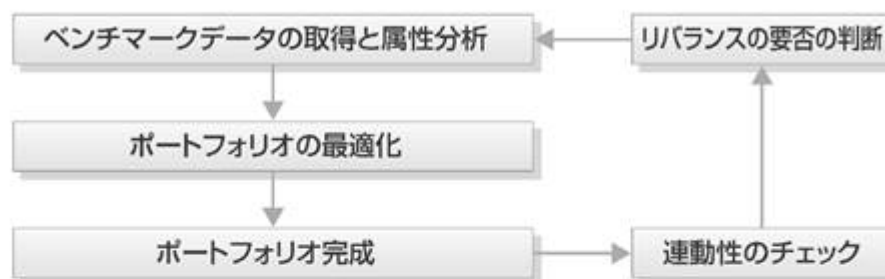 ベンチマークデータの取得と属性分析
リバランスの要否の判断
ポートフォリオの最適化
ポートフォリオ完成
連動性のチェック